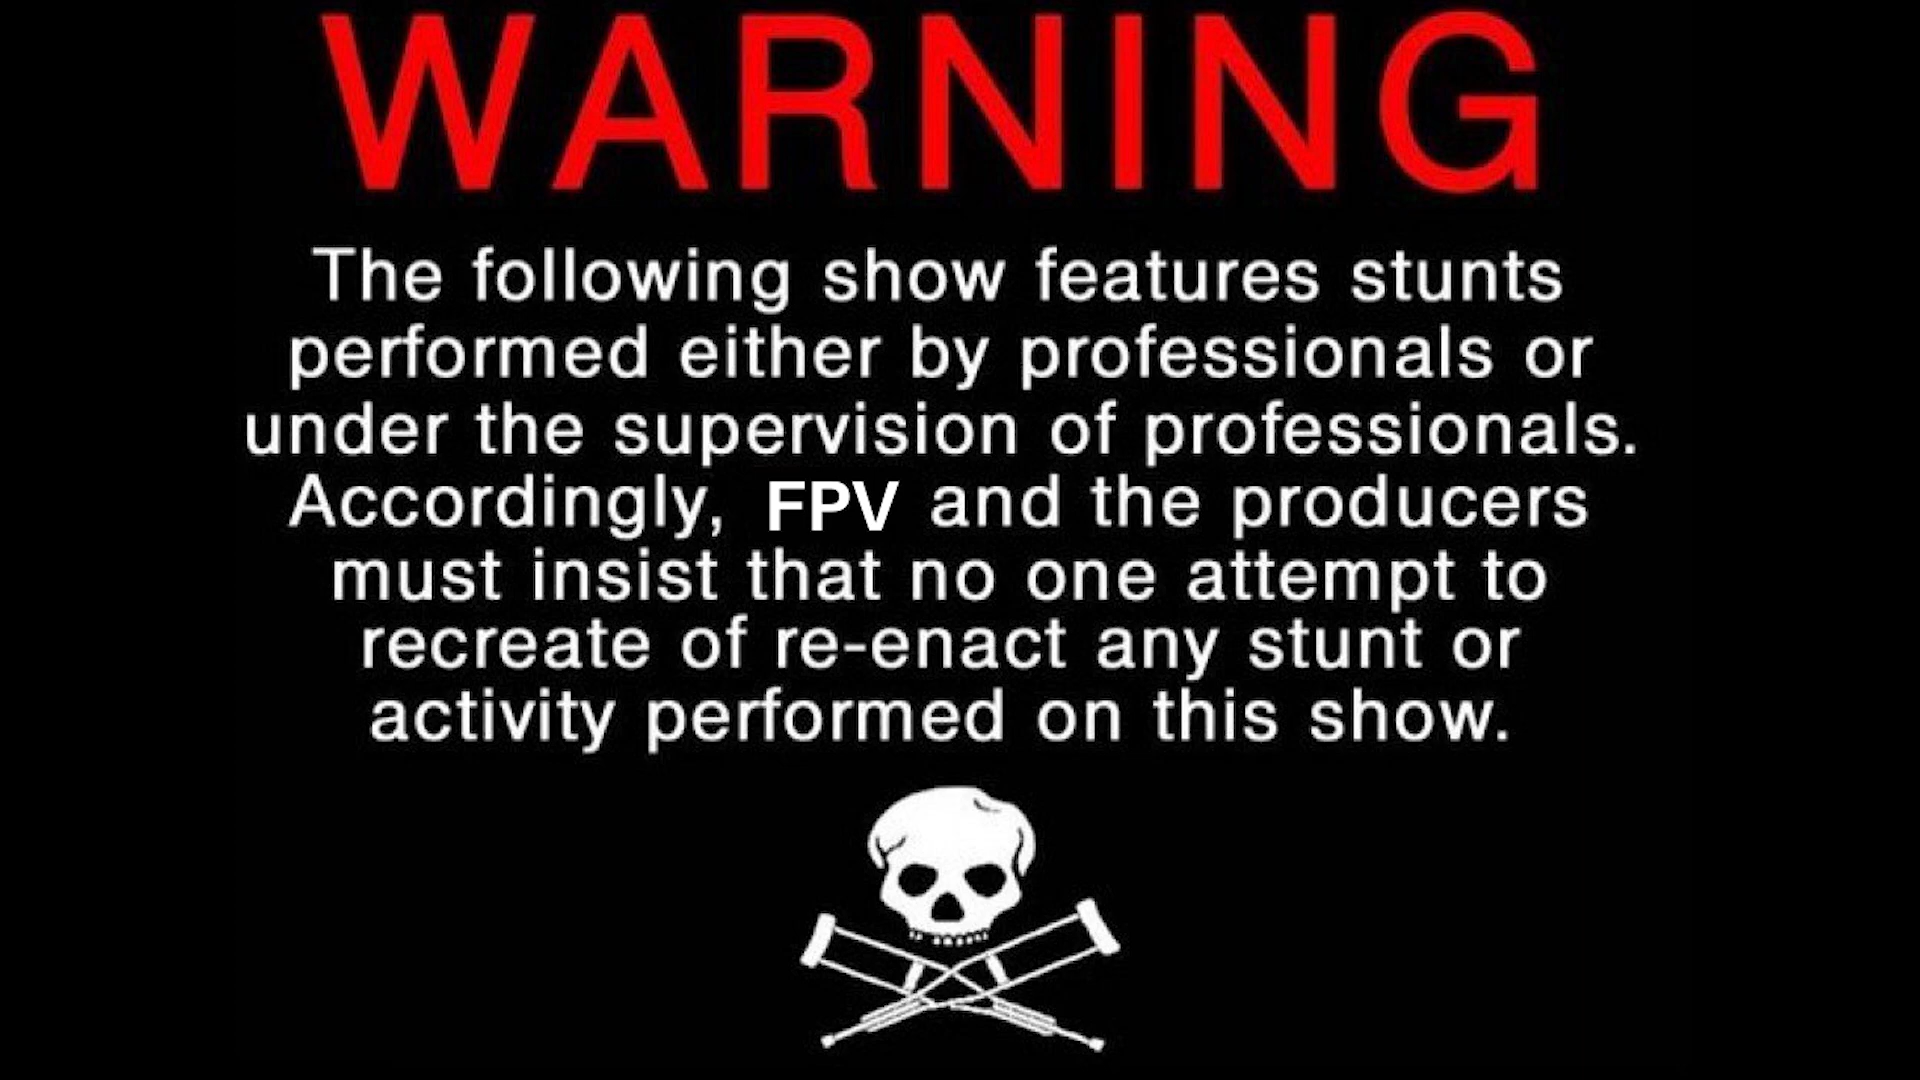 WARNING
The following show features stunts
performed either by professionals or
under the supervision of professionals.
Accordingly, FPV and the producers
must insist that no one attempt to
recreate of re-enact any stunt or
activity performed on this show.